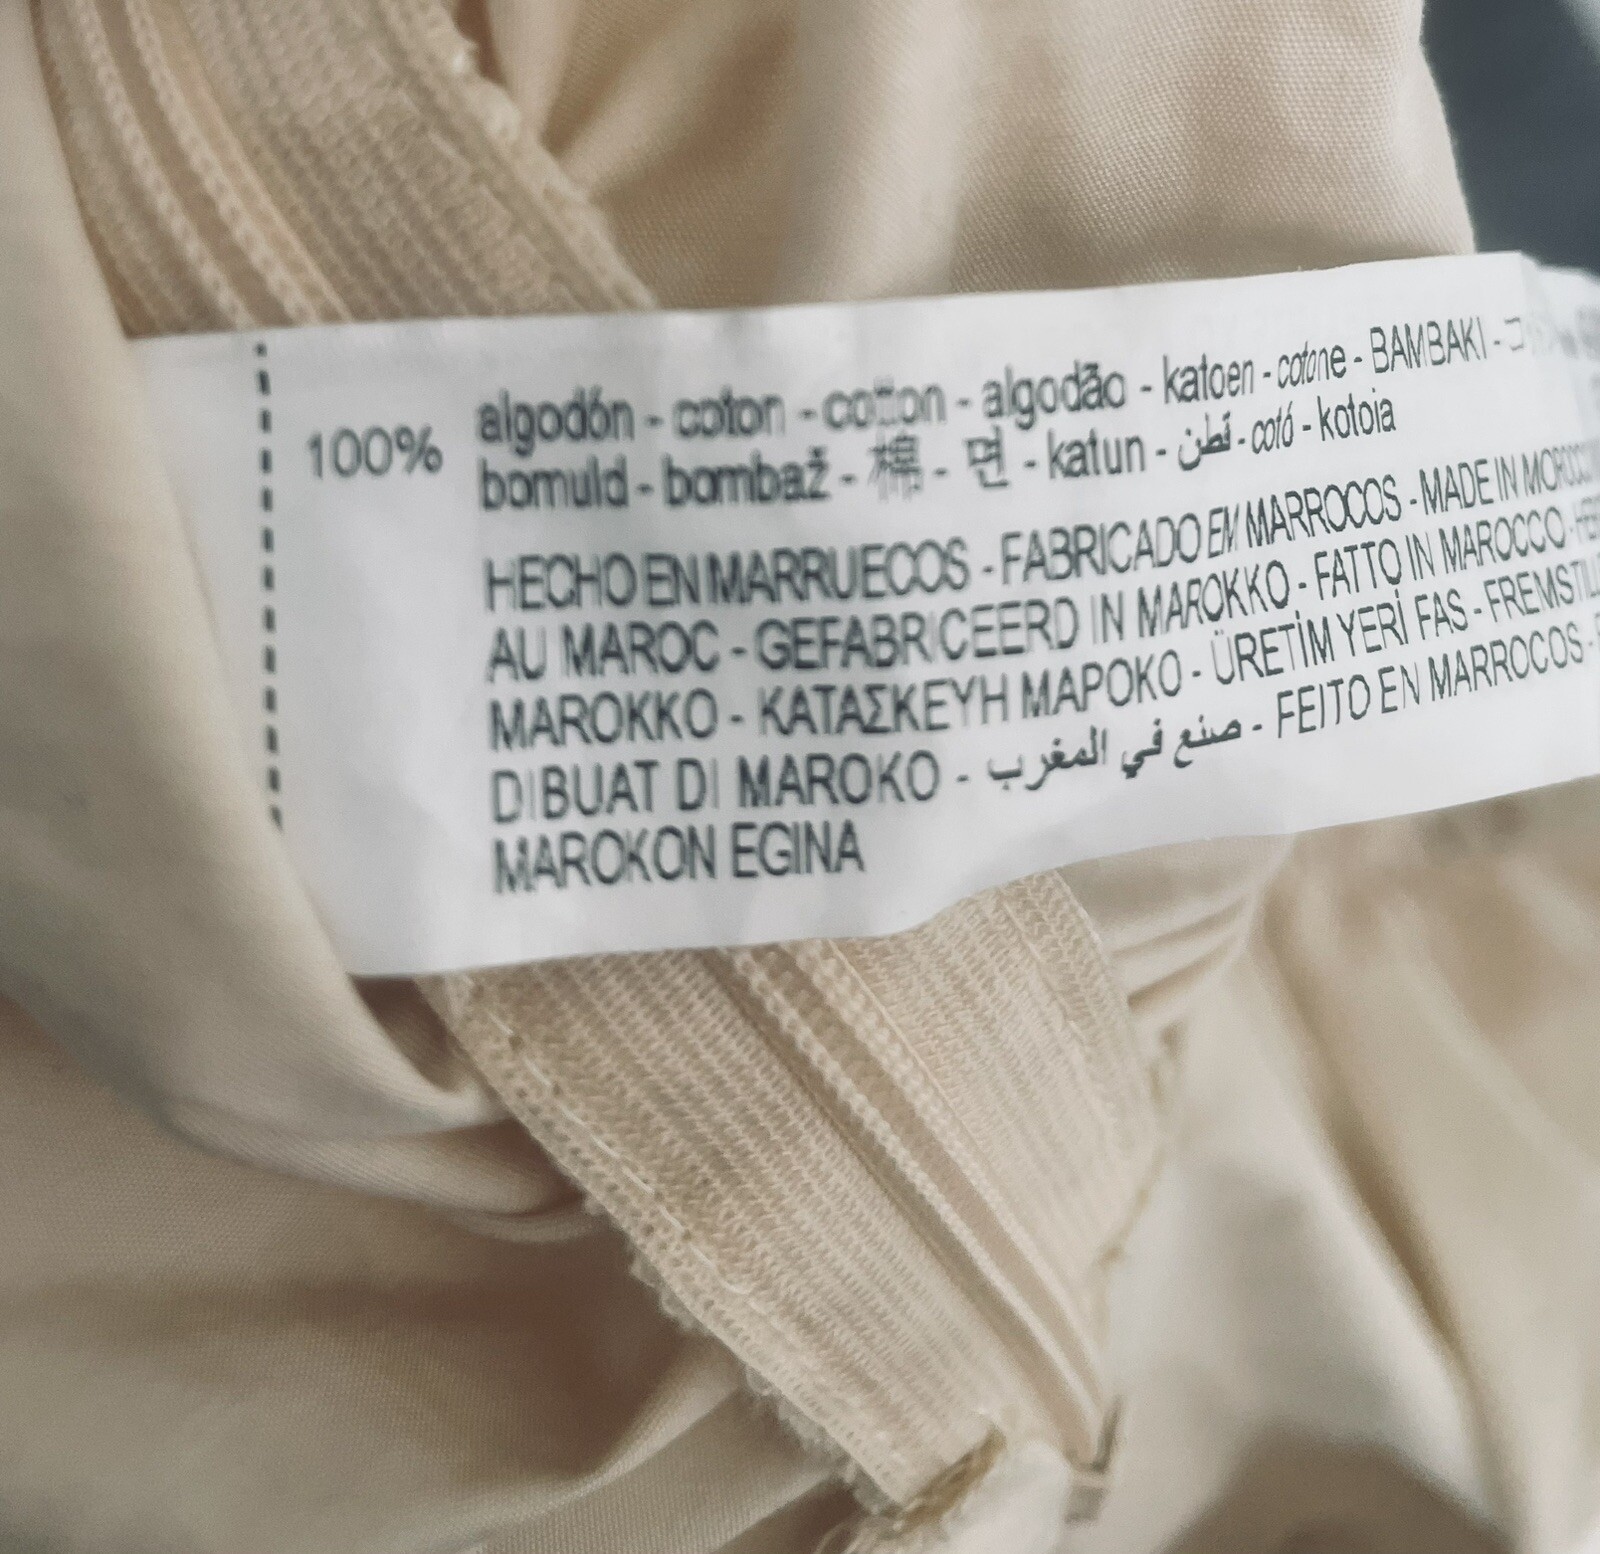 100% algodón - coton - cotton - algodão - katoen - cotone - BAMBAKI -
bomuld - bombaž - 棉 - 면 - katun - قطن - cotó - kotoia
HECHO EN MARRUECOS - FABRICADO EM MARROCOS - MADE IN MOROCCO
AU MAROC - GEFABRICEERD IN MAROKKO - FATTO IN MAROCCO -
MAROKKO - ΚΑΤΑΣΚΕΥΗ ΜΑΡΟΚΟ - ÜRETİM YERİ FAS -
DIBUAT DI MAROKO - صنع في المغرب - FEITO EN MARROCOS -
MAROKON EGINA